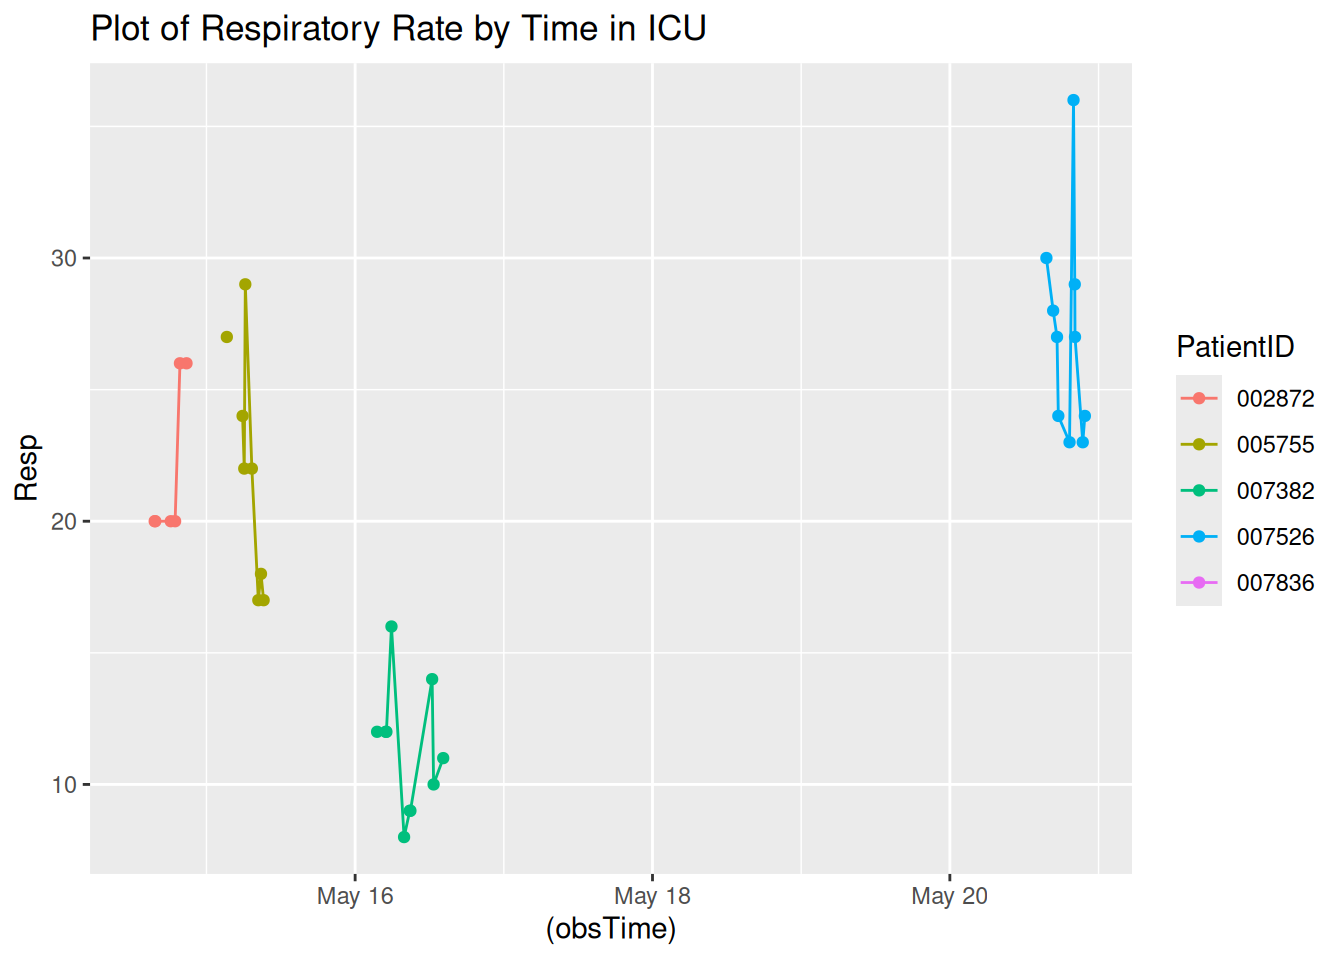 Plot of Respiratory Rate by Time in ICU
Resp
30
20
10
May 16
May 18
May 20
(obsTime)
PatientID
002872
005755
007382
007526
007836